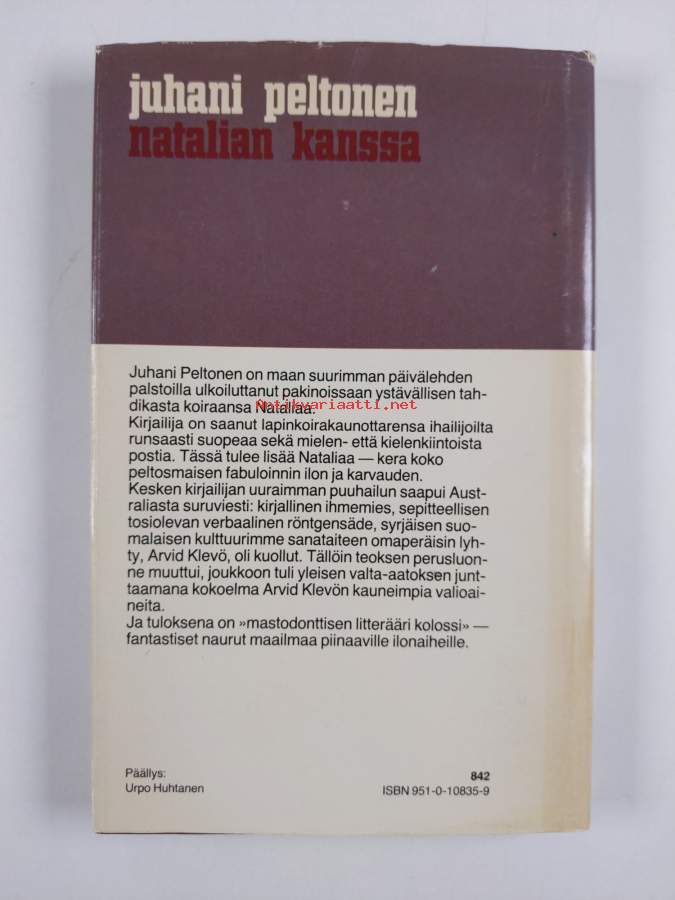 juhani peltonen
natalian kanssa
Juhani Peltonen on maan suurimman päivälehden
palstoilla ulkoiluttanut pakinoissaan ystävällisen tah-
dikasta koiraansa Nataliaa.
Antikvariaatti.net
Kirjailija on saanut lapinkoirakaunottarensa ihailijoilta
runsaasti suopeaa sekä mielen- että kielenkiintoista
postia. Tässä tulee lisää Nataliaa — kera koko
peltosmaisen fabuloinnin ilon ja karvauden.
Kesken kirjailijan uuraimman puuhailun saapui Aust-
raliasta suruviesti: kirjallinen ihmemies, sepitteellisen
tosiolevan verbaalinen röntgensäde, syrjäisen suo-
malaisen kulttuurimme sanataiteen omaperäisin lyh-
ty, Arvid Klevö, oli kuollut. Tällöin teoksen perusluon-
ne muuttui, joukkoon tuli yleisen valta-aatoksen junt-
taamana kokoelma Arvid Klevön kauneimpia valioai-
neita.
Ja tuloksena on »mastodonttisen litterääri kolossi» —
fantastiset naurut maailmaa piinaaville ilonaiheille.
Päällys:
Urpo Huhtanen
842
ISBN 951-0-10835-9